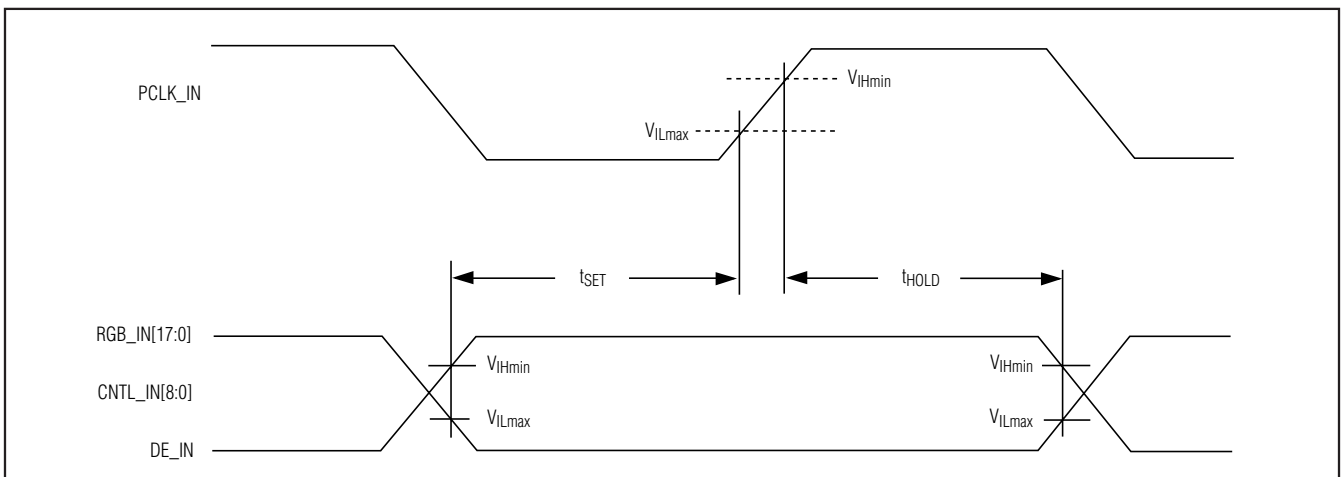 PCLK_IN
VIHmin
VILmax
tSET
tHOLD
RGB_IN[17:0]
VIHmin
VIHmin
CNTL_IN[8:0]
VILmax
VILmax
DE_IN